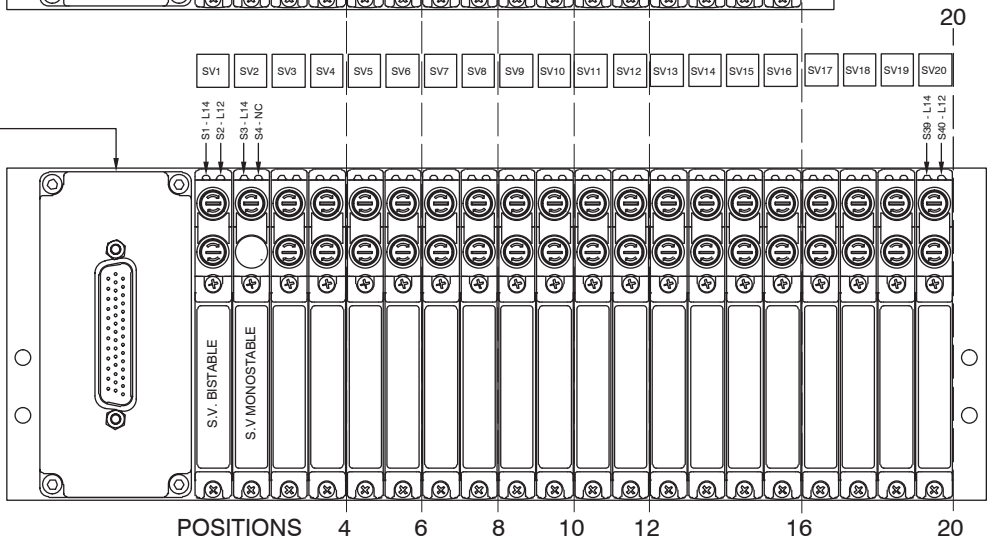 20
SV1 SV2 SV3 SV4 SV5 SV6 SV7 SV8 SV9 SV10 SV11 SV12 SV13 SV14 SV15 SV16 SV17 SV18 SV19 SV20
S1 - L14
S2 - L12
S3 - L14
S4 - NC
S39 - L14
S40 - L12
S.V. BISTABLE
S.V MONOSTABLE
POSITIONS 4 6 8 10 12 16 20